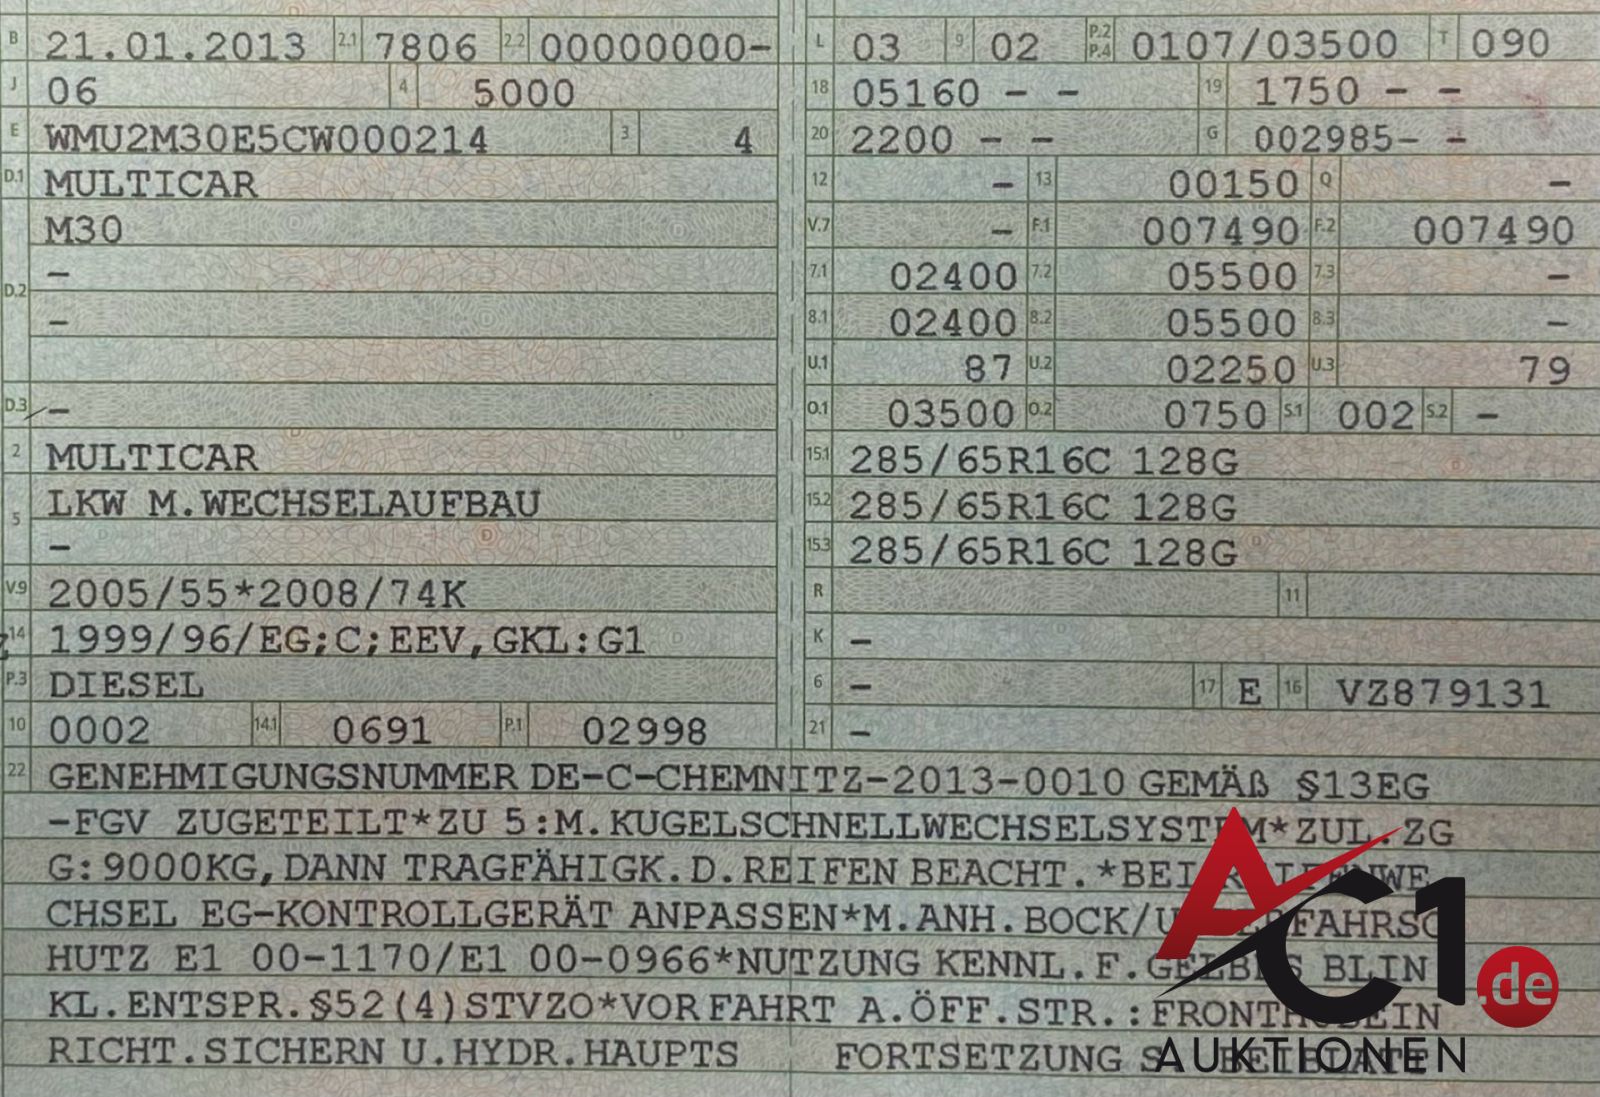 B 21.01.2013 2.1 7806 2.2 00000000-
J 06 4 5000
E WMU2M30E5CW000214 3 4
D.1 MULTICAR
M30
D.2 -
-
D.3 -
2 MULTICAR
5 LKW M.WECHSELAUFBAU
-
V.9 2005/55*2008/74K
14 1999/96/EG;C;EEV,GKL:G1
P.3 DIESEL
10 0002 14.1 0691 P.1 02998
L 03 9 02 P.2 P.4 0107/03500 T 090
18 05160 - - 19 1750 - -
20 2200 - - G 002985- -
12 - 13 00150 Q -
V.7 - F.1 007490 F.2 007490
7.1 02400 7.2 05500 7.3 -
8.1 02400 8.2 05500 8.3 -
U.1 87 U.2 02250 U.3 79
O.1 03500 O.2 0750 S.1 002 S.2 -
15.1 285/65R16C 128G
15.2 285/65R16C 128G
15.3 285/65R16C 128G
R 11
K -
6 - 17 E 16 VZ879131
21 -
22 GENEHMIGUNGSNUMMER DE-C-CHEMNITZ-2013-0010 GEMÄß §13EG
-FGV ZUGETEILT*ZU 5:M.KUGELSCHNELLWECHSELSYSTEM*ZUL.ZG
G:9000KG,DANN TRAGFÄHIGK.D.REIFEN BEACHT.*BEI REIFENWE
CHSEL EG-KONTROLLGERÄT ANPASSEN*M.ANH.BOCK/UNTERFAHRSC
HUTZ E1 00-1170/E1 00-0966*NUTZUNG KENNL.F.GELBES BLIN
KL.ENTSPR.§52(4)STVZO*VOR FAHRT A.ÖFF.STR.:FRONTHUBEIN
RICHT.SICHERN U.HYDR.HAUPTS FORTSETZUNG S. BEIBLATT
AC1.de
AUKTIONEN